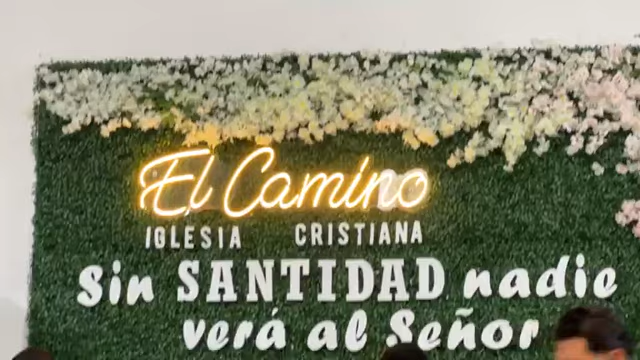 El Camino
IGLESIA CRISTIANA
Sin SANTIDAD nadie
verá al Señor